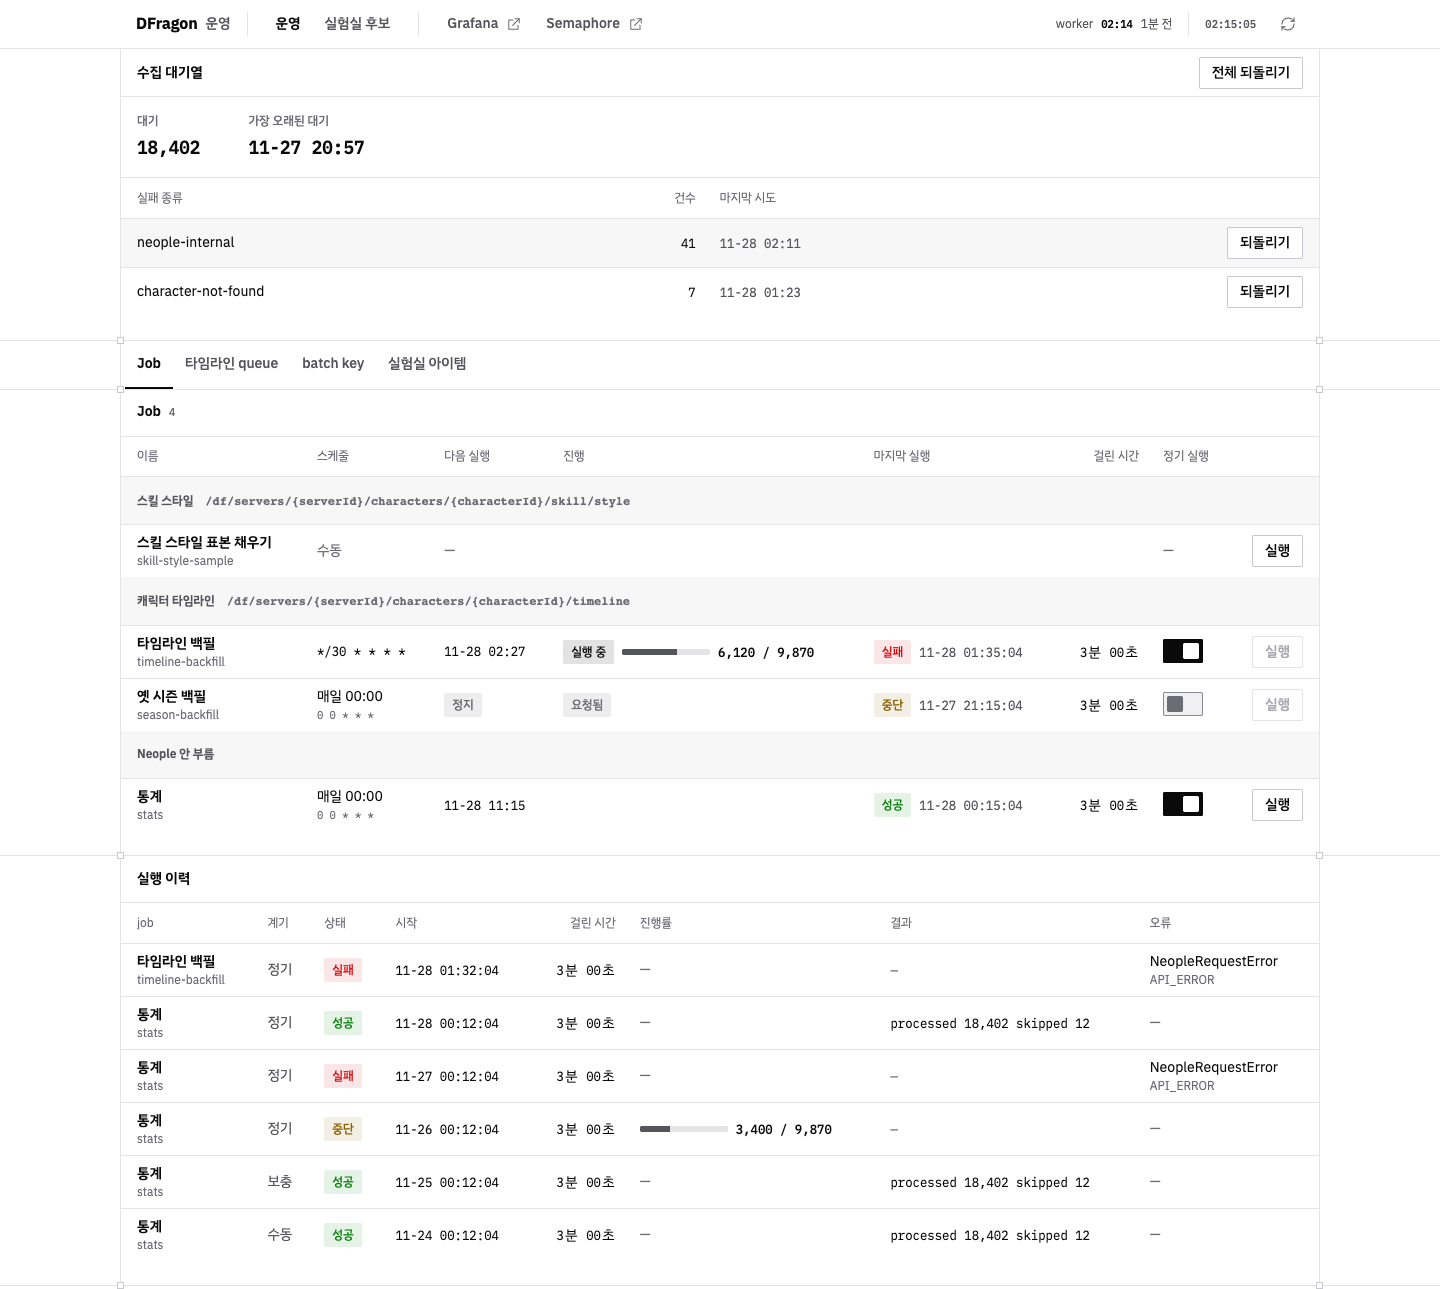 DFragon 운영 운영 실험실 후보 Grafana Semaphore worker 02:14 1분 전 02:15:05
수집 대기열 전체 되돌리기
대기 가장 오래된 대기
18,402 11-27 20:57
실패 종류 건수 마지막 시도
neople-internal 41 11-28 02:11 되돌리기
character-not-found 7 11-28 01:23 되돌리기
Job 타임라인 queue batch key 실험실 아이템
Job 4
이름 스케줄 다음 실행 진행 마지막 실행 걸린 시간 정기 실행
스킬 스타일 /df/servers/{serverId}/characters/{characterId}/skill/style
스킬 스타일 표본 채우기 수동 — — 실행
skill-style-sample
캐릭터 타임라인 /df/servers/{serverId}/characters/{characterId}/timeline
타임라인 백필 */30 * * * * 11-28 02:27 실행 중 6,120 / 9,870 실패 11-28 01:35:04 3분 00초 실행
timeline-backfill
옛 시즌 백필 매일 00:00 정지 요청됨 중단 11-27 21:15:04 3분 00초 실행
season-backfill 0 0 * * *
Neople 안 부름
통계 매일 00:00 11-28 11:15 성공 11-28 00:15:04 3분 00초 실행
stats 0 0 * * *
실행 이력
job 계기 상태 시작 걸린 시간 진행률 결과 오류
타임라인 백필 정기 실패 11-28 01:32:04 3분 00초 — — NeopleRequestError
timeline-backfill API_ERROR
통계 정기 성공 11-28 00:12:04 3분 00초 — processed 18,402 skipped 12 —
stats
통계 정기 실패 11-27 00:12:04 3분 00초 — — NeopleRequestError
stats API_ERROR
통계 정기 중단 11-26 00:12:04 3분 00초 3,400 / 9,870 — —
stats
통계 보충 성공 11-25 00:12:04 3분 00초 — processed 18,402 skipped 12 —
stats
통계 수동 성공 11-24 00:12:04 3분 00초 — processed 18,402 skipped 12 —
stats